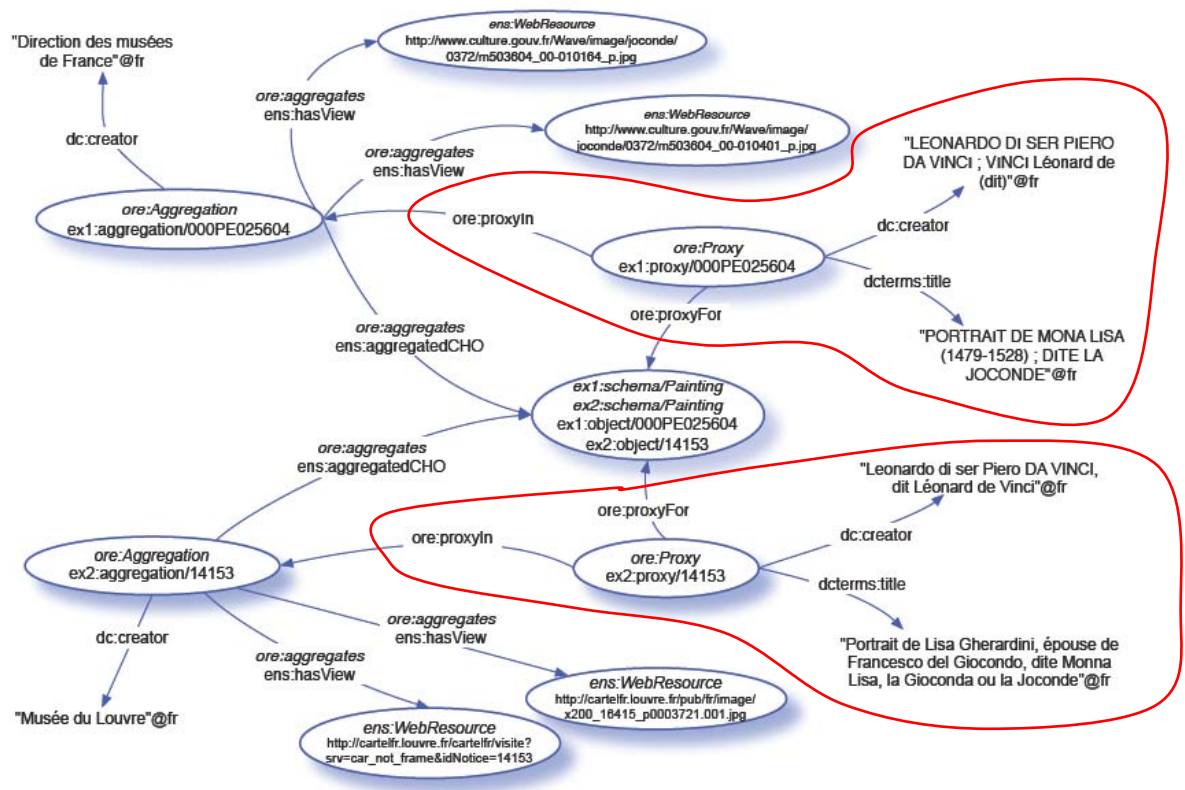 ens:WebResource
http://www.culture.gouv.fr/Wave/image/joconde/
0372/m503604_00-010164_p.jpg
"Direction des musées
de France"@fr
ore:aggregates
ens:hasView
dc:creator
ens:WebResource
http://www.culture.gouv.fr/Wave/image/
joconde/0372/m503604_00-010401_p.jpg
ore:aggregates
ens:hasView
"LEONARDO DI SER PIERO
DA VINCI ; VINCI Léonard de
(dit)"@fr
ore:Aggregation
ex1:aggregation/000PE025604
ore:proxyIn
dc:creator
ore:Proxy
ex1:proxy/000PE025604
dcterms:title
ore:proxyFor
ore:aggregates
ens:aggregatedCHO
"PORTRAIT DE MONA LISA
(1479-1528) ; DITE LA
JOCONDE"@fr
ex1:schema/Painting
ex2:schema/Painting
ex1:object/000PE025604
ex2:object/14153
ore:aggregates
ens:aggregatedCHO
"Leonardo di ser Piero DA VINCI,
dit Léonard de Vinci"@fr
ore:proxyFor
ore:proxyIn
dc:creator
ore:Aggregation
ex2:aggregation/14153
ore:Proxy
ex2:proxy/14153
dcterms:title
ore:aggregates
ens:hasView
dc:creator
ore:aggregates
ens:hasView
"Portrait de Lisa Gherardini, épouse de
Francesco del Giocondo, dite Monna
Lisa, la Gioconda ou la Joconde"@fr
ens:WebResource
http://cartelfr.louvre.fr/pub/fr/image/
x200_16415_p0003721.001.jpg
"Musée du Louvre"@fr
ens:WebResource
http://cartelfr.louvre.fr/cartelfr/visite?
srv=car_not_frame&idNotice=14153